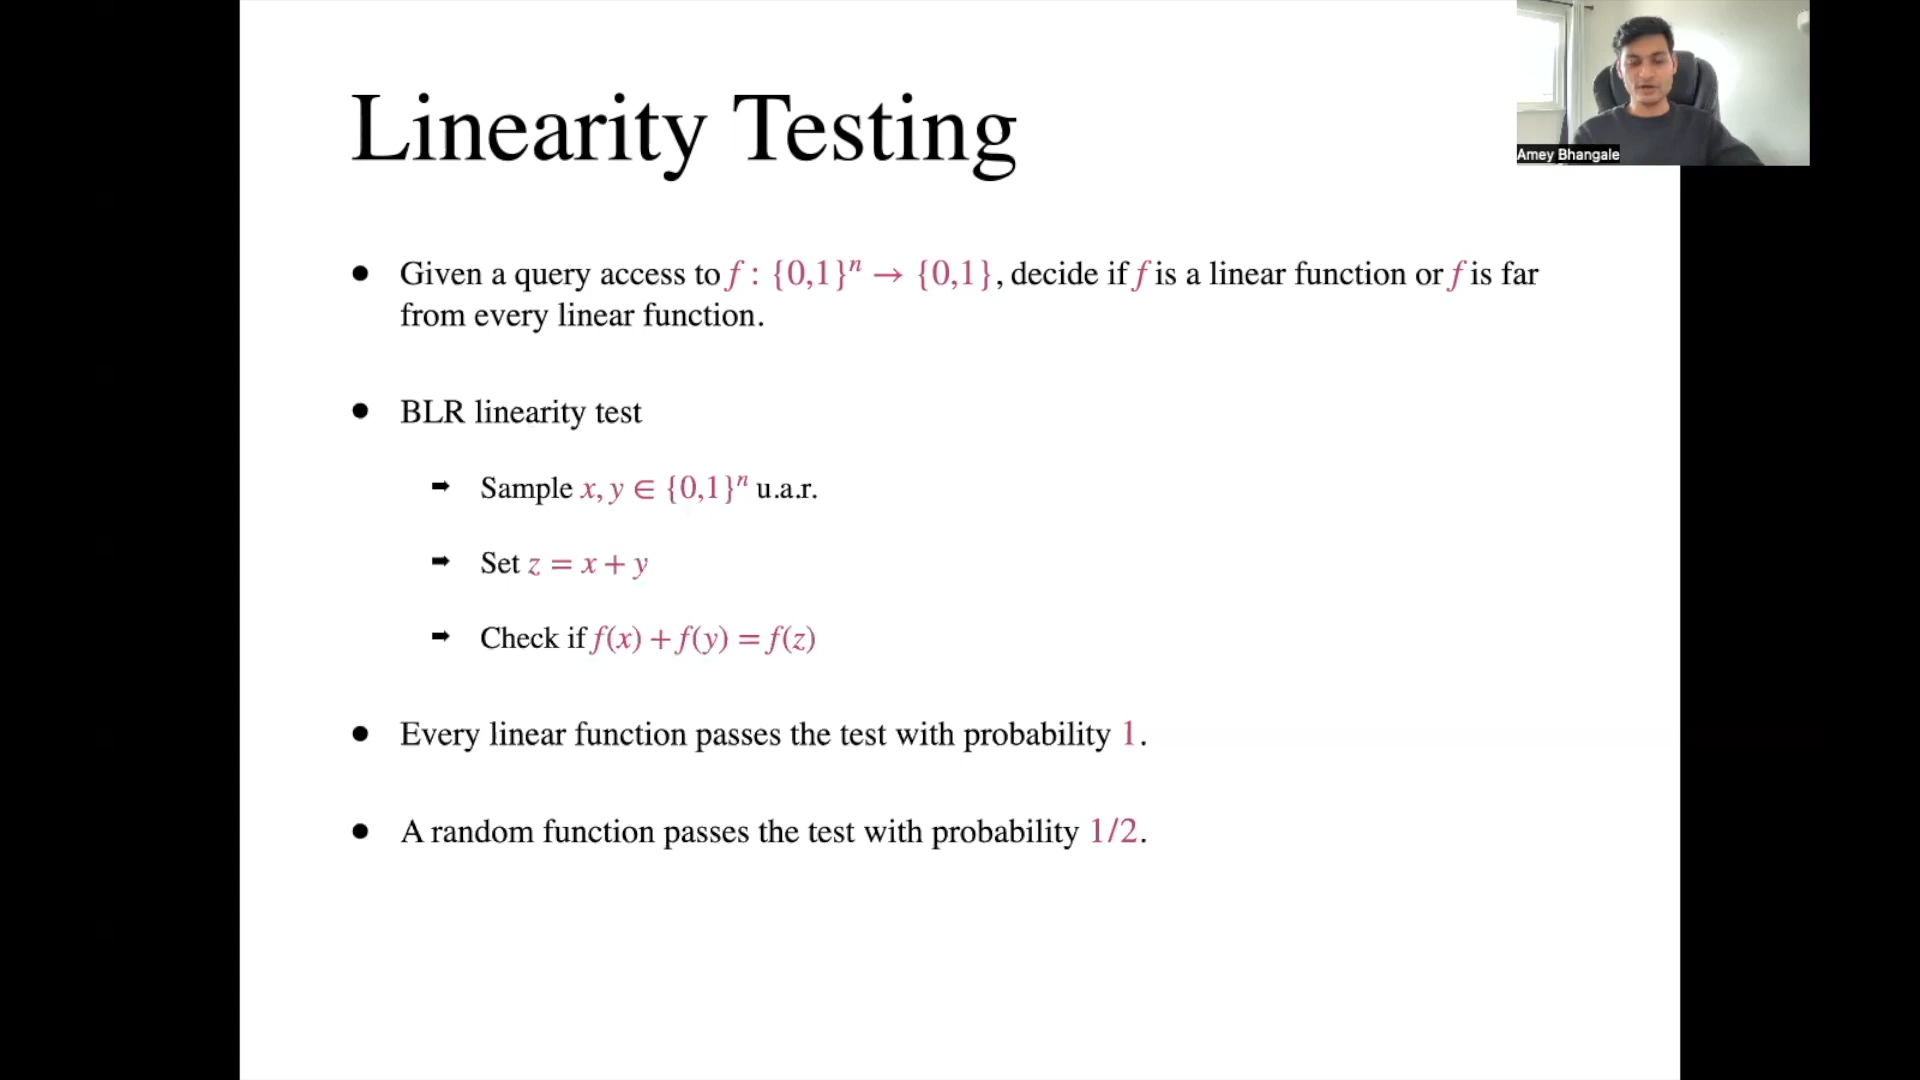 Linearity Testing
Amey Bhangale
● Given a query access to f : {0,1}ⁿ → {0,1}, decide if f is a linear function or f is far
from every linear function.
● BLR linearity test
➡ Sample x, y ∈ {0,1}ⁿ u.a.r.
➡ Set z = x + y
➡ Check if f(x) + f(y) = f(z)
● Every linear function passes the test with probability 1.
● A random function passes the test with probability 1/2.